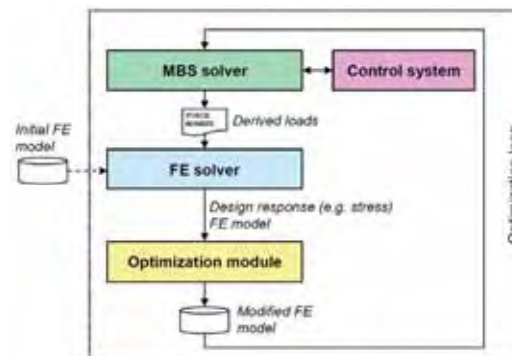 MBS solver
Control system
Derived loads
Initial FE
model
FE solver
Design response (e.g. stress)
FE model
Optimization module
Modified FE
model